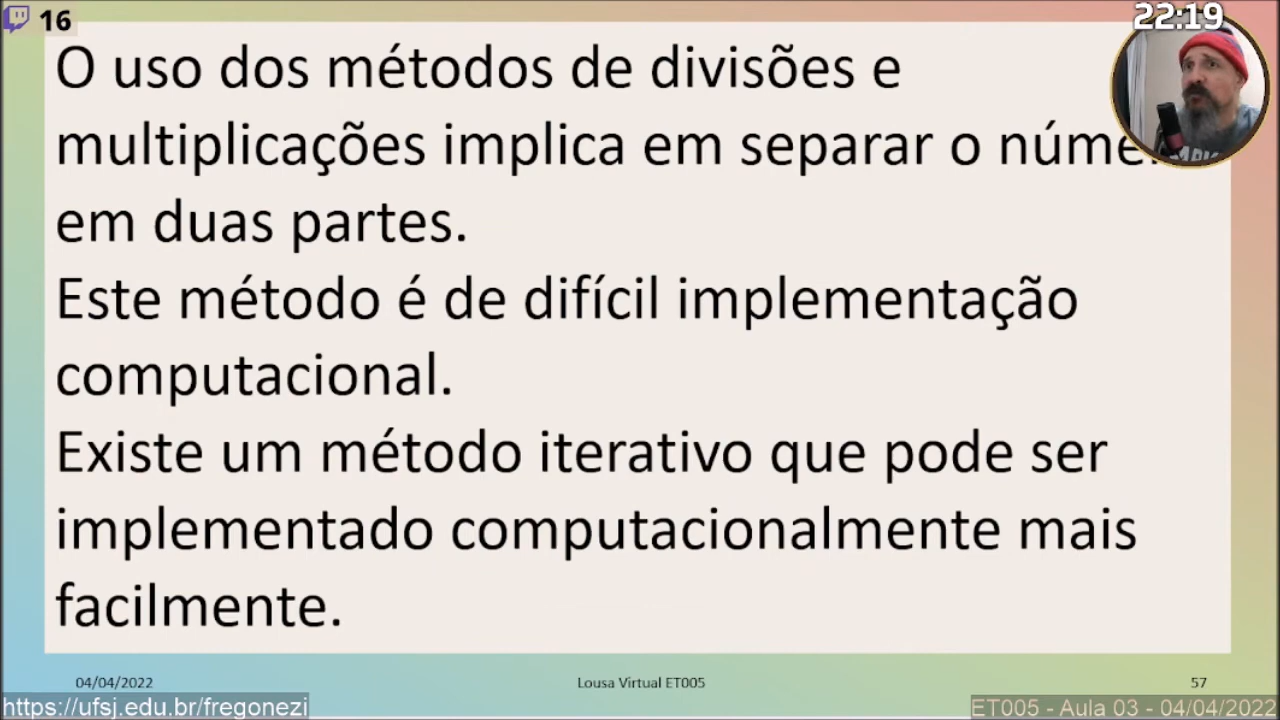 16
22:19
O uso dos métodos de divisões e
multiplicações implica em separar o
em duas partes.
Este método é de difícil implementação
computacional.
Existe um método iterativo que pode ser
implementado computacionalmente mais
facilmente.
04/04/2022
Lousa Virtual ET005
57
https://ufsj.edu.br/fregonezi
ET005 - Aula 03 - 04/04/2022